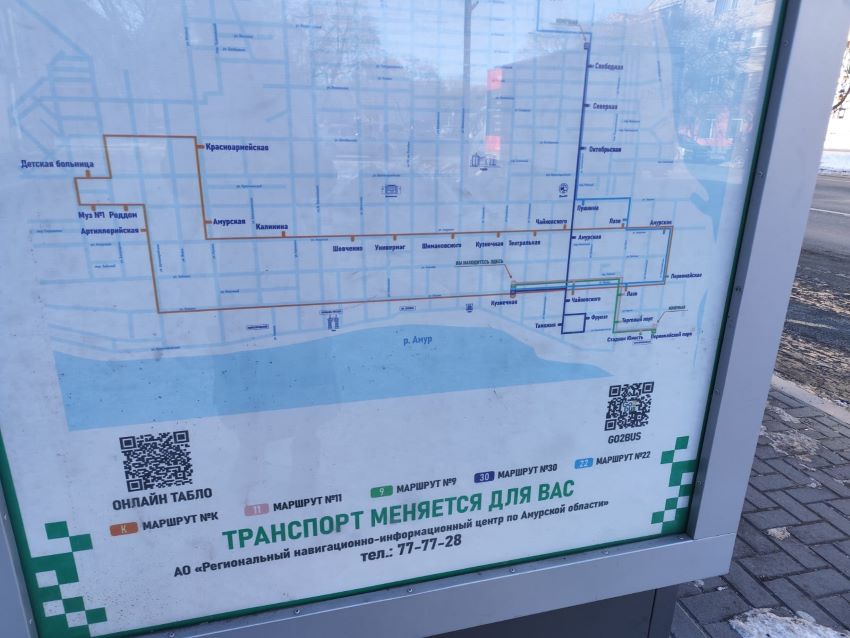 Свободная
Северная
Красноармейская
Октябрьская
Детская больница
Муз №1 Роддом
Пушкина
Артиллерийская
Амурская
Калинина
Чайковского
Лазо
Амурская
Шевченко
Универмаг
Шимановского
Кузнечная
Театральная
Амурская
ВЫ НАХОДИТЕСЬ ЗДЕСЬ
Первомайская
Кузнечная
Чайковского
Лазо
Торговый порт
Таможня
Фрунзе
Стадион Юность
Первомайский парк
р. Амур
GO2BUS
ОНЛАЙН ТАБЛО
К МАРШРУТ №К
11 МАРШРУТ №11
9 МАРШРУТ №9
30 МАРШРУТ №30
22 МАРШРУТ №22
ТРАНСПОРТ МЕНЯЕТСЯ ДЛЯ ВАС
АО «Региональный навигационно-информационный центр по Амурской области»
тел.: 77-77-28